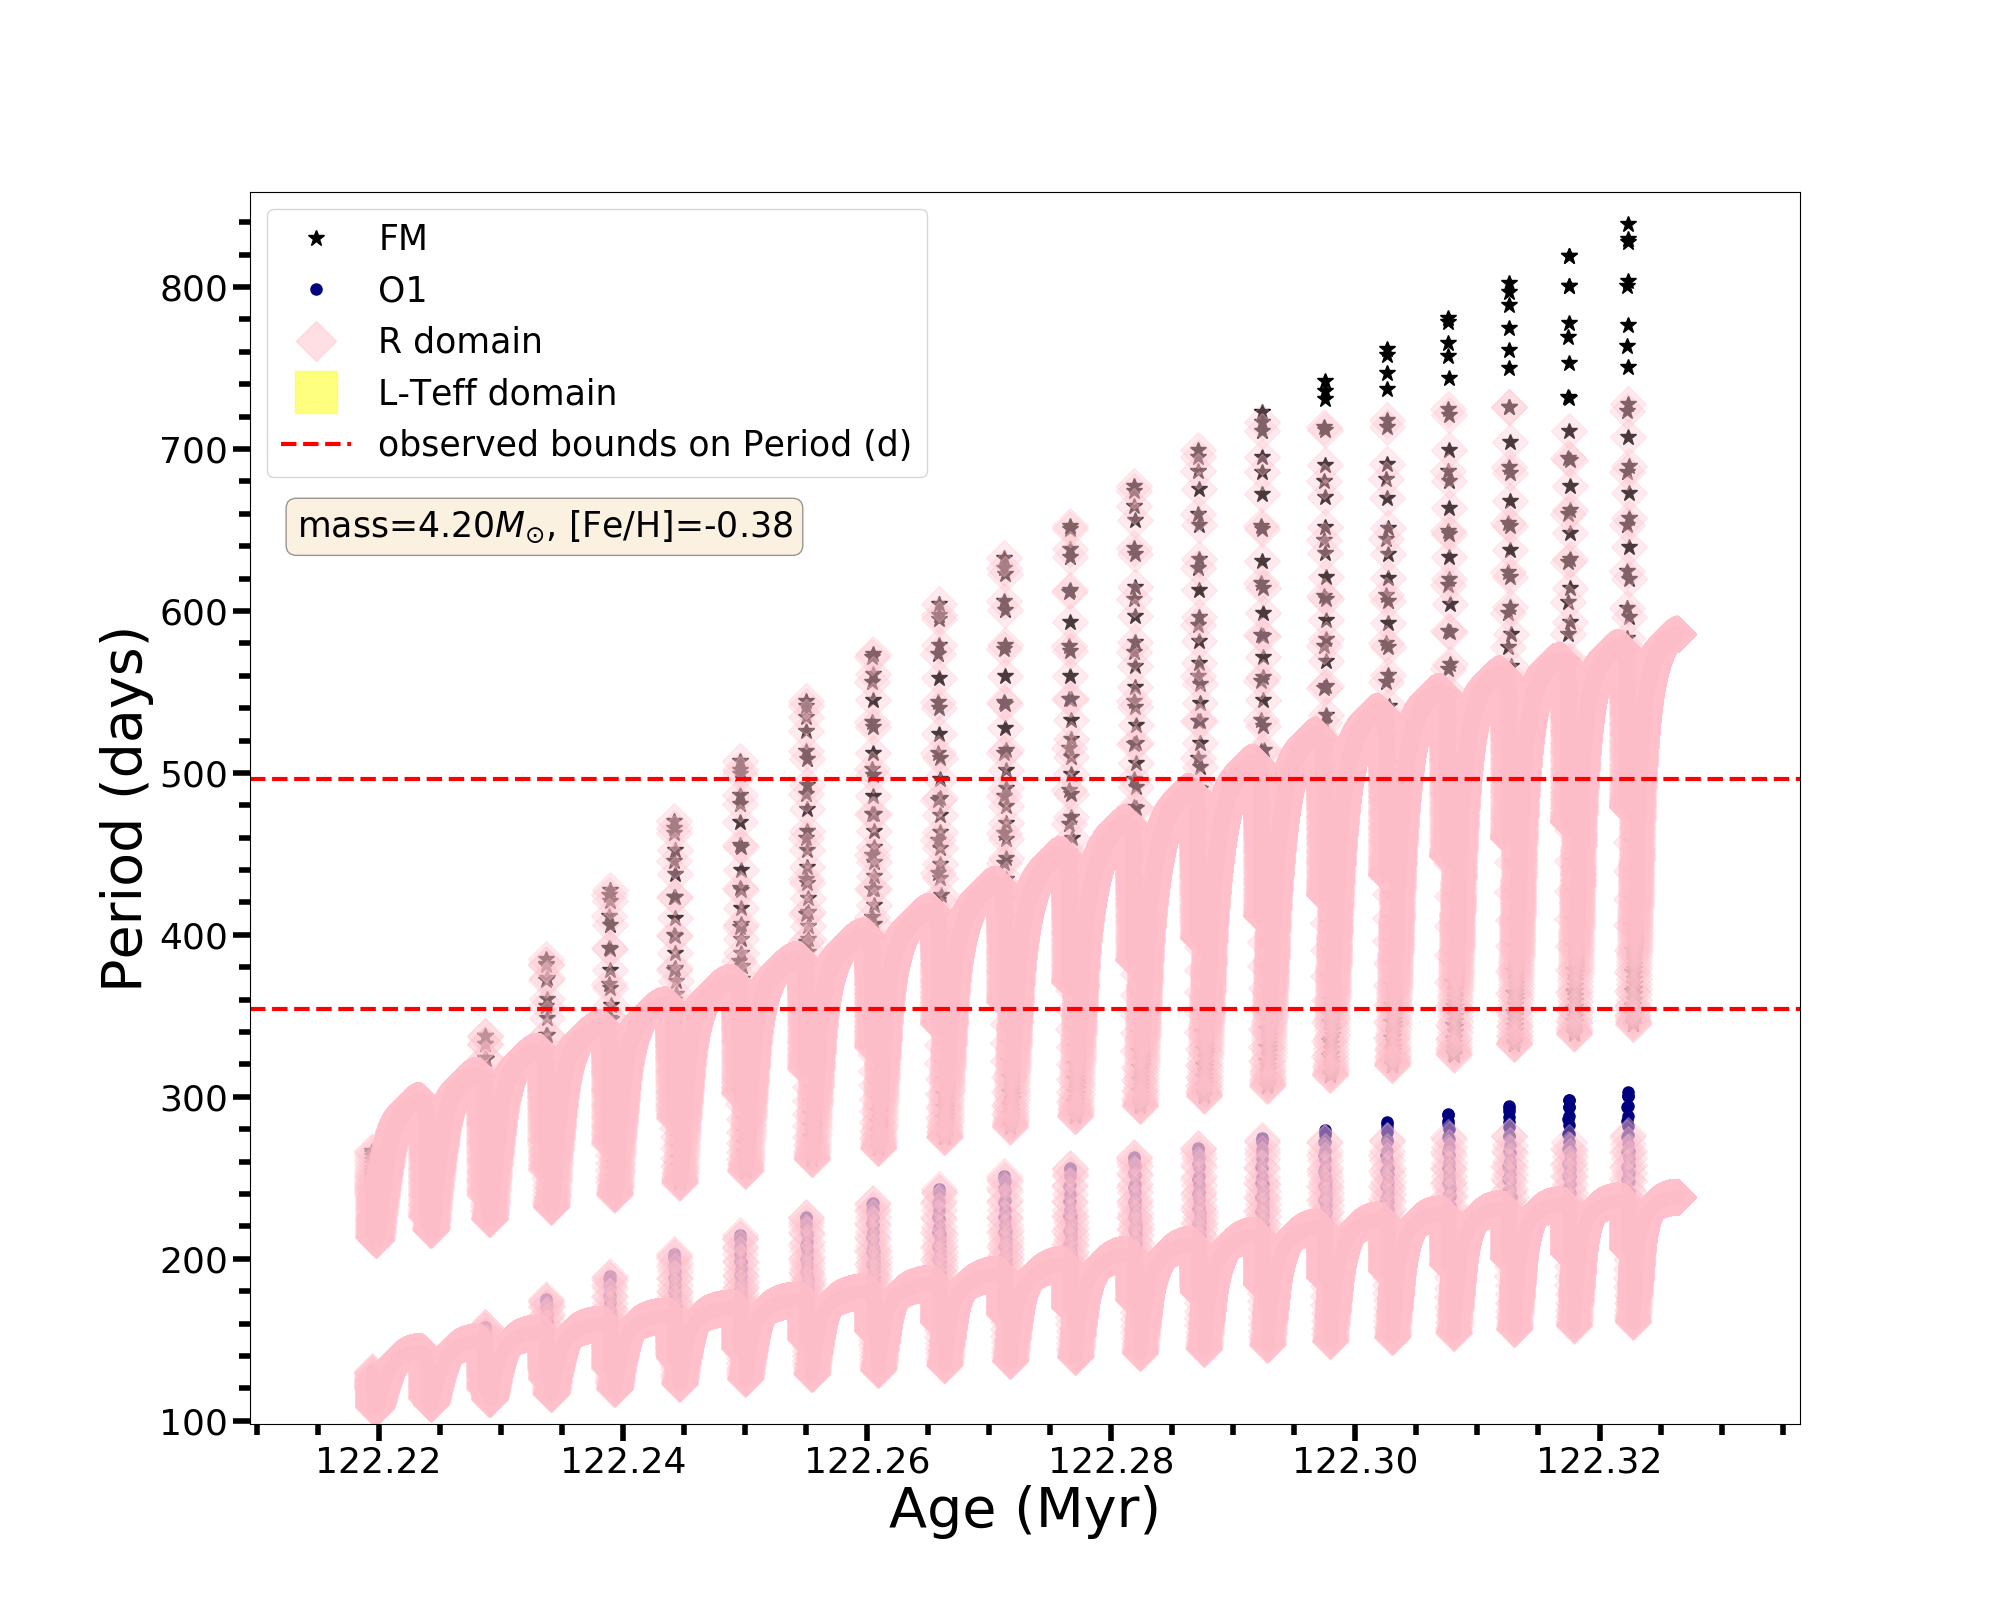 FM
O1
R domain
L-Teff domain
observed bounds on Period (d)
mass=4.20M⊙, [Fe/H]=-0.38
Period (days)
800
700
600
500
400
300
200
100
122.22 122.24 122.26 122.28 122.30 122.32
Age (Myr)